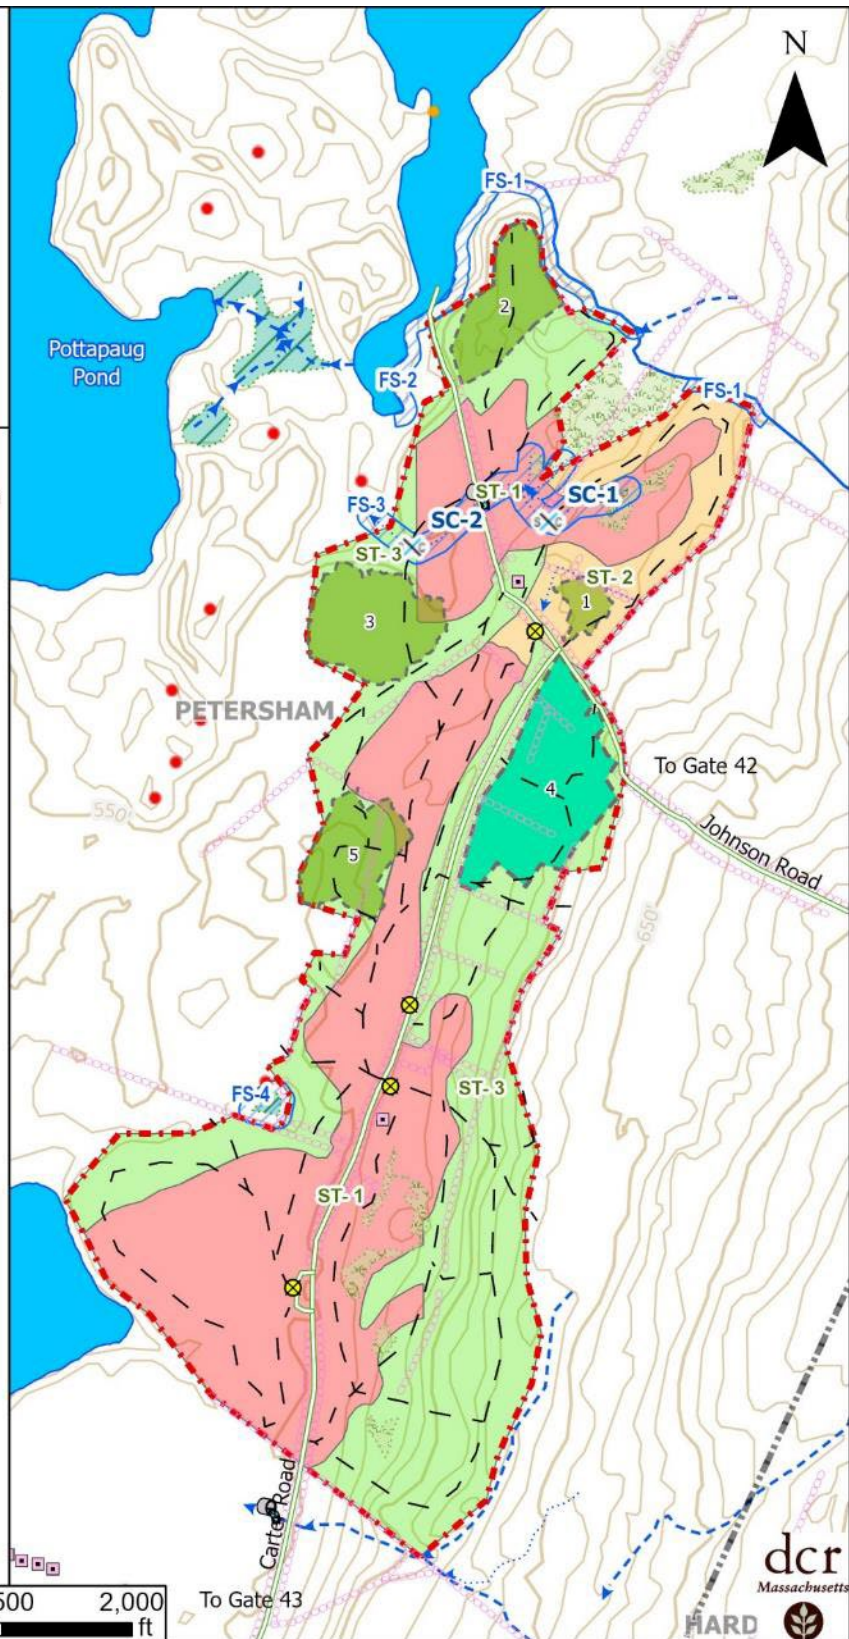 N
550'
FS-1
2
Pottapaug
Pond
FS-2
FS-1
ST-1
SC-1
FS-3
SC-2
S C
ST-3
ST-2
1
3
PETERSHAM
To Gate 42
4
550'
Johnson Road
5
650'
FS-4
ST-3
ST-1
Carter Road
dcr
Massachusetts
500 2,000
ft
To Gate 43
HARD